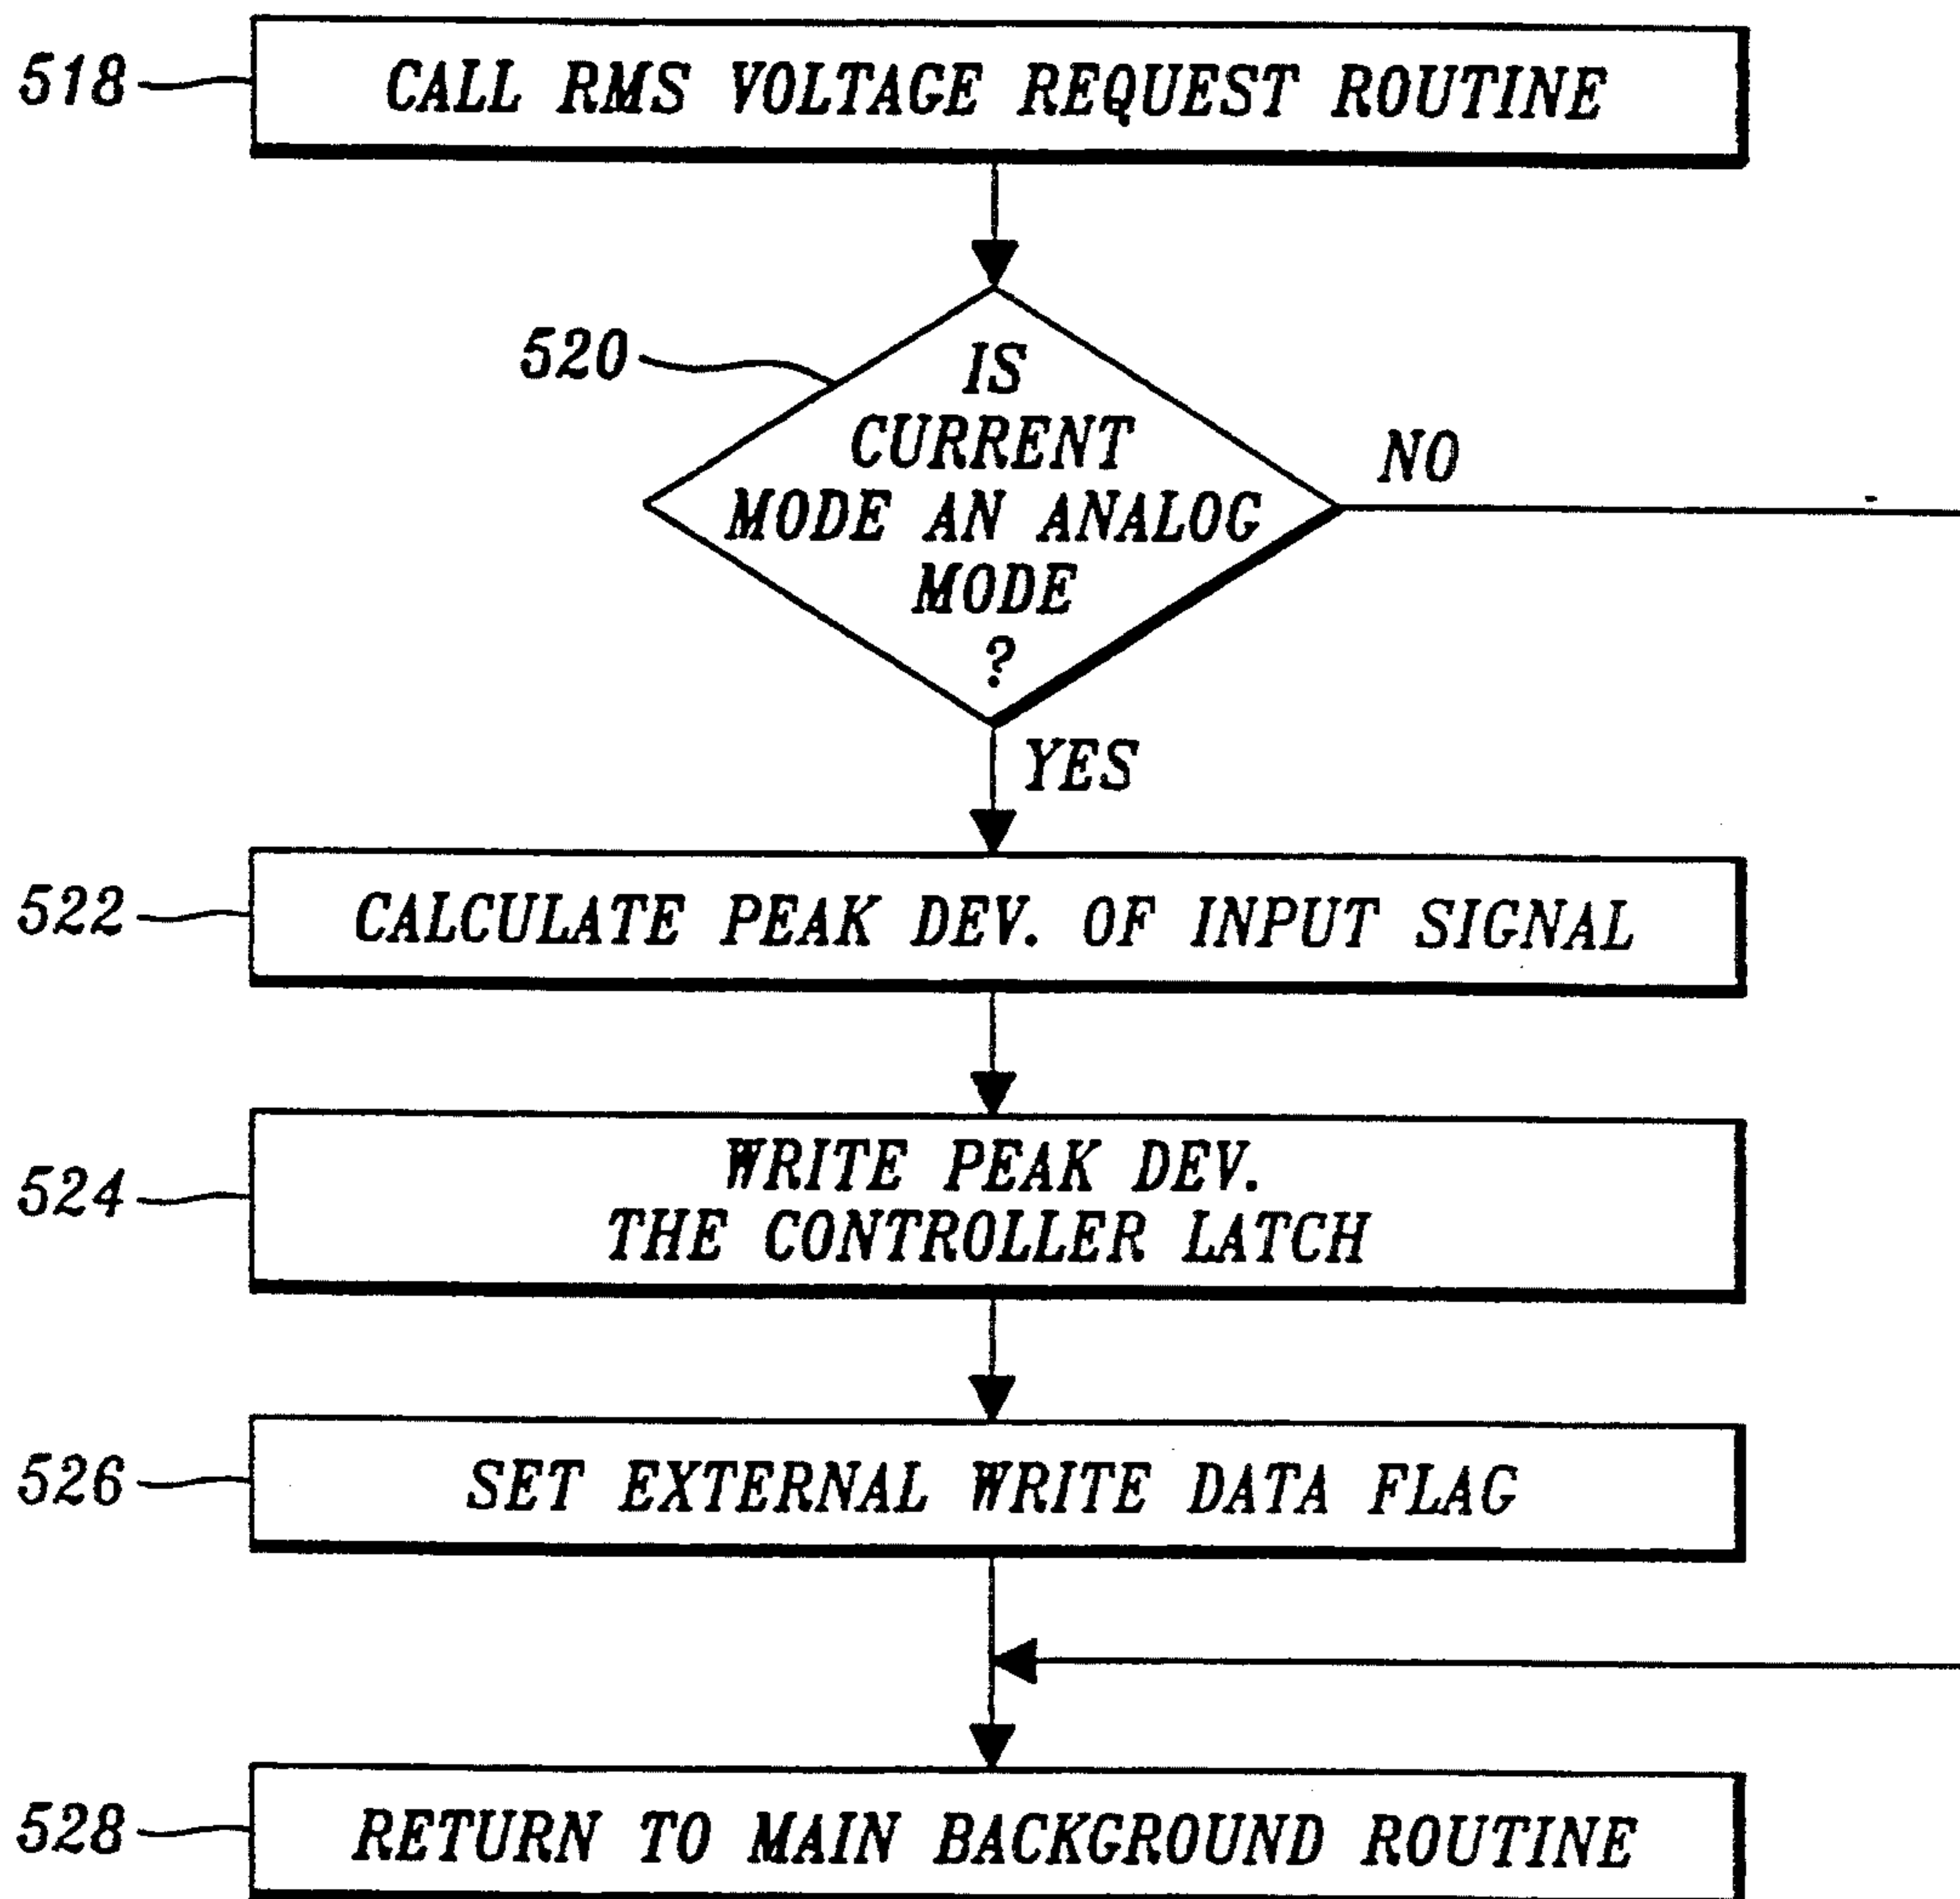 518
CALL RMS VOLTAGE REQUEST ROUTINE
520
IS
CURRENT
MODE AN ANALOG
MODE
?
NO
YES
522
CALCULATE PEAK DEV. OF INPUT SIGNAL
524
WRITE PEAK DEV.
THE CONTROLLER LATCH
526
SET EXTERNAL WRITE DATA FLAG
528
RETURN TO MAIN BACKGROUND ROUTINE